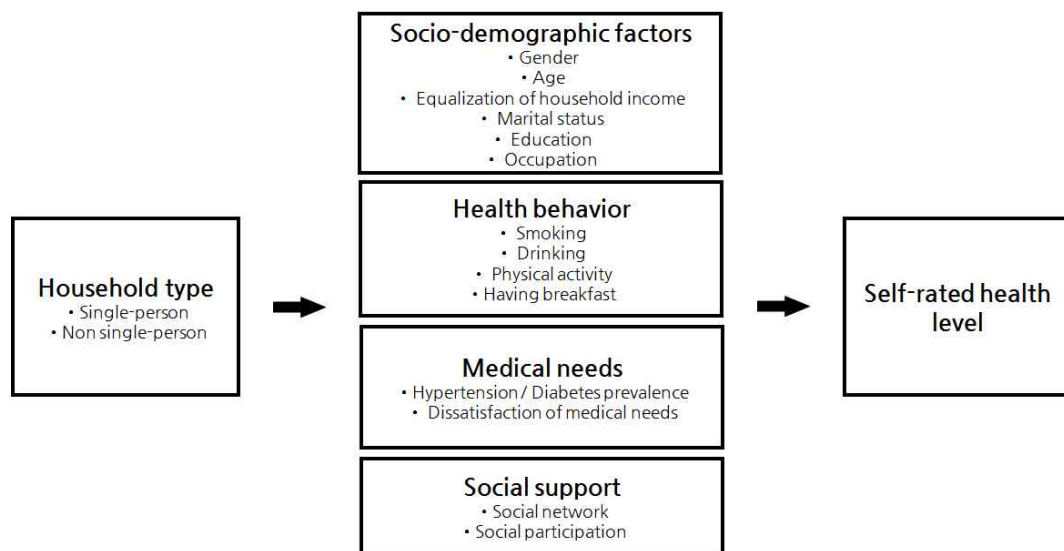 Socio-demographic factors
• Gender
• Age
• Equalization of household income
• Marital status
• Education
• Occupation
Health behavior
• Smoking
• Drinking
• Physical activity
• Having breakfast
Household type
• Single-person
• Non single-person
Self-rated health
level
Medical needs
• Hypertension / Diabetes prevalence
• Dissatisfaction of medical needs
Social support
• Social network
• Social participation